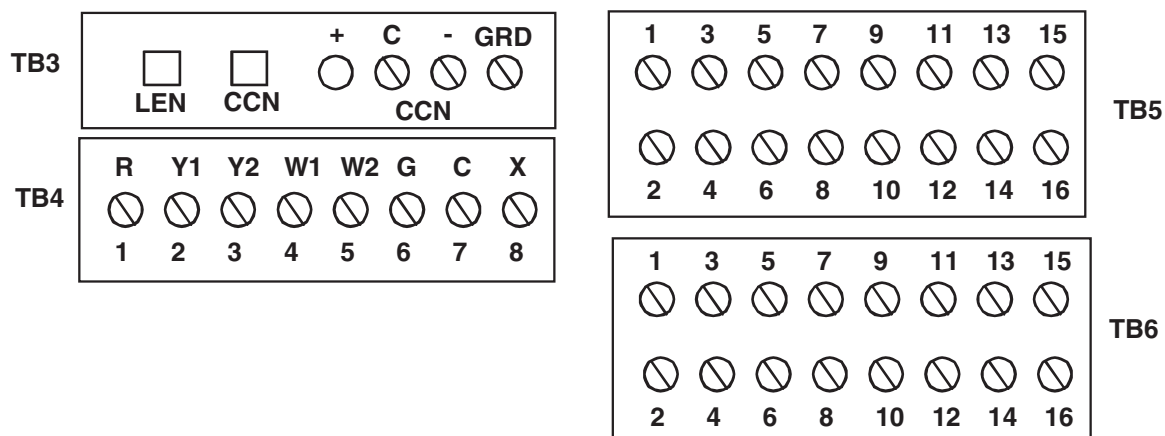 TB3
+ C - GRD
LEN CCN CCN
TB4
R Y1 Y2 W1 W2 G C X
1 2 3 4 5 6 7 8
1 3 5 7 9 11 13 15
TB5
2 4 6 8 10 12 14 16
1 3 5 7 9 11 13 15
TB6
2 4 6 8 10 12 14 16